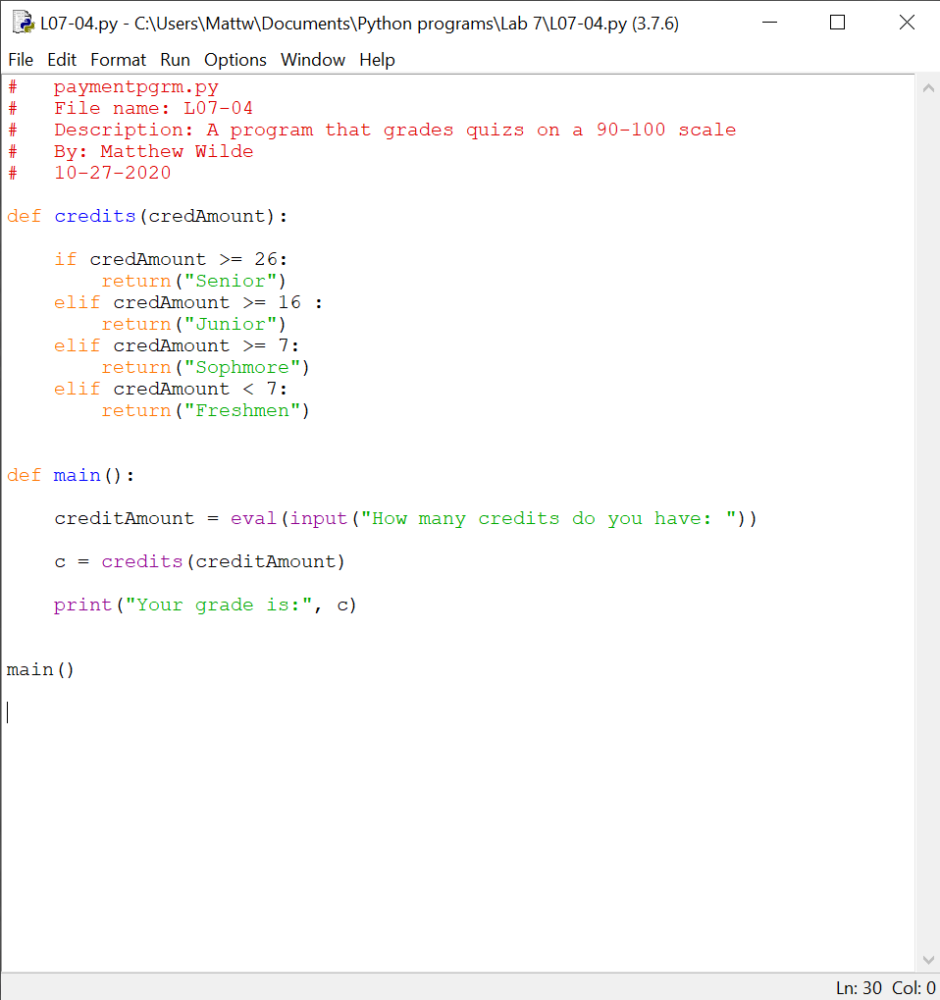 L07-04.py - C:\Users\Mattw\Documents\Python programs\Lab 7\L07-04.py (3.7.6)
File Edit Format Run Options Window Help
#   paymentpgrm.py
#   File name: L07-04
#   Description: A program that grades quizs on a 90-100 scale
#   By: Matthew Wilde
#   10-27-2020
def credits(credAmount):
    if credAmount >= 26:
        return("Senior")
    elif credAmount >= 16 :
        return("Junior")
    elif credAmount >= 7:
        return("Sophmore")
    elif credAmount < 7:
        return("Freshmen")
def main():
    creditAmount = eval(input("How many credits do you have: "))
    c = credits(creditAmount)
    print("Your grade is:", c)
main()
Ln: 30 Col: 0